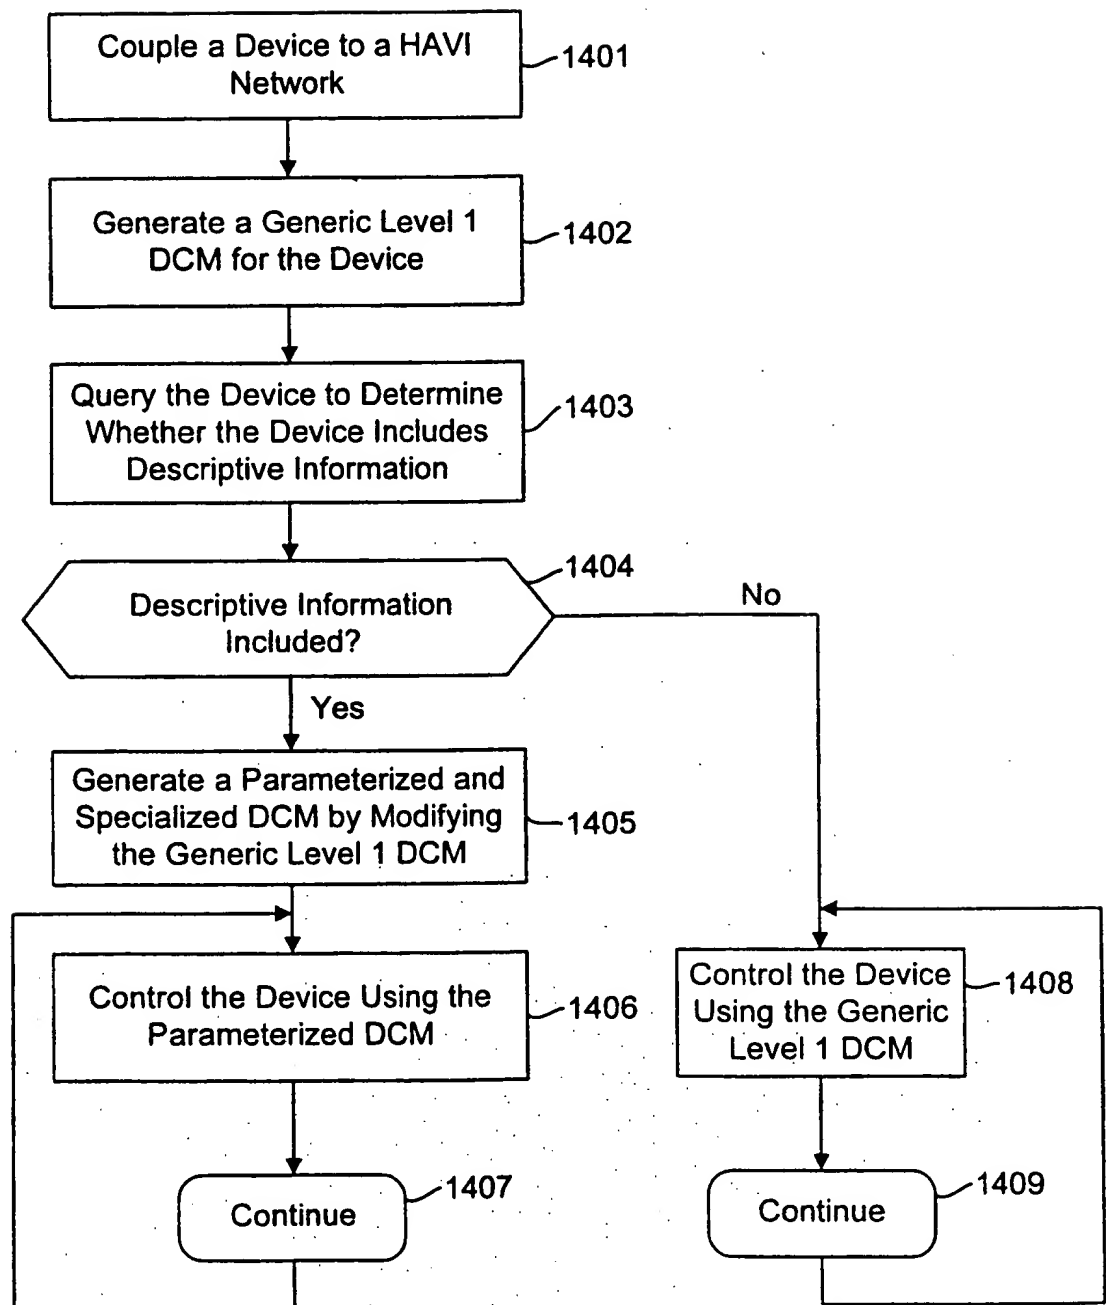 Couple a Device to a HAVI
Network
1401
Generate a Generic Level 1
DCM for the Device
1402
Query the Device to Determine
Whether the Device Includes
Descriptive Information
1403
Descriptive Information
Included?
1404
No
Yes
Generate a Parameterized and
Specialized DCM by Modifying
the Generic Level 1 DCM
1405
Control the Device Using the
Parameterized DCM
1406
Control the Device
Using the Generic
Level 1 DCM
1408
Continue
1407
Continue
1409